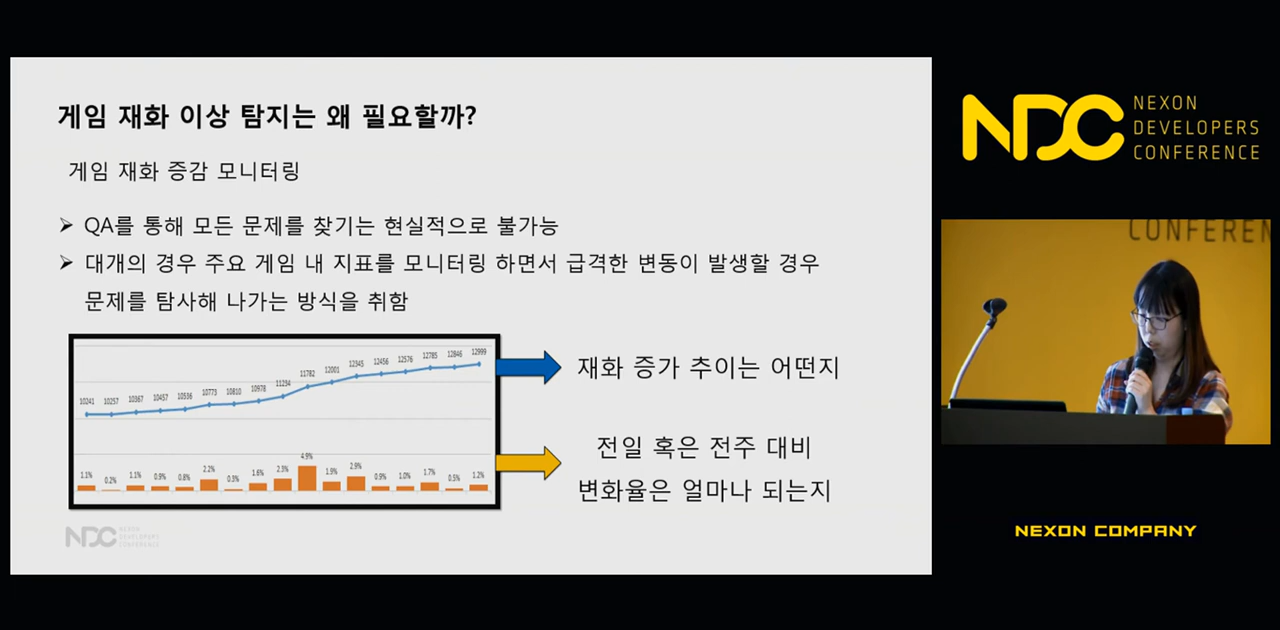 게임 재화 이상 탐지는 왜 필요할까?
게임 재화 증감 모니터링
➢ QA를 통해 모든 문제를 찾기는 현실적으로 불가능
➢ 대개의 경우 주요 게임 내 지표를 모니터링 하면서 급격한 변동이 발생할 경우
문제를 탐사해 나가는 방식을 취함
10241 10257 10367 10457 10536 10773 10810 10978 11234 11782 12001 12345 12456 12576 12785 12846 12999
재화 증가 추이는 어떤지
1.1% 0.2% 1.1% 0.9% 0.8% 2.2% 0.3% 1.6% 2.3% 4.9% 1.9% 2.9% 0.9% 1.0% 1.7% 0.5% 1.2%
전일 혹은 전주 대비
변화율은 얼마나 되는지
NDC NEXON
DEVELOPERS
CONFERENCE
NDC NEXON
DEVELOPERS
CONFERENCE
CONFEREN
NEXON COMPANY